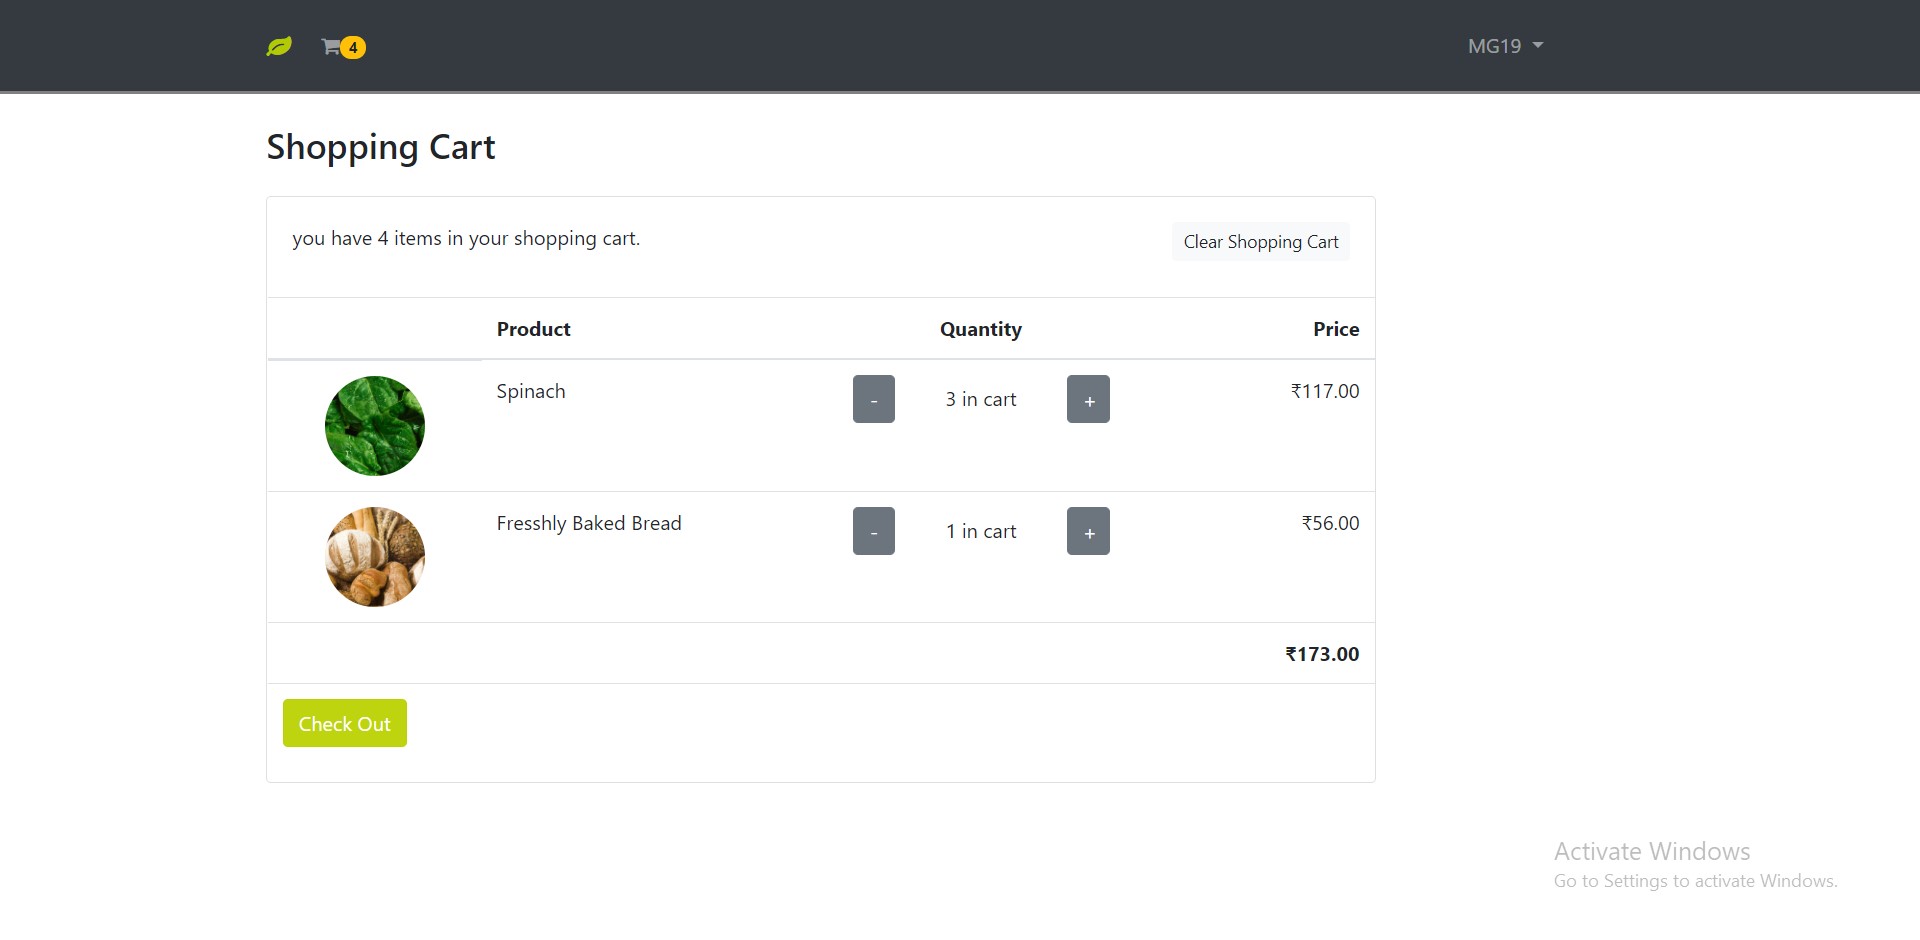 4
MG19
Shopping Cart
you have 4 items in your shopping cart.
Clear Shopping Cart
Product Quantity Price
Spinach - 3 in cart + ₹117.00
Fresshly Baked Bread - 1 in cart + ₹56.00
₹173.00
Check Out
Activate Windows
Go to Settings to activate Windows.